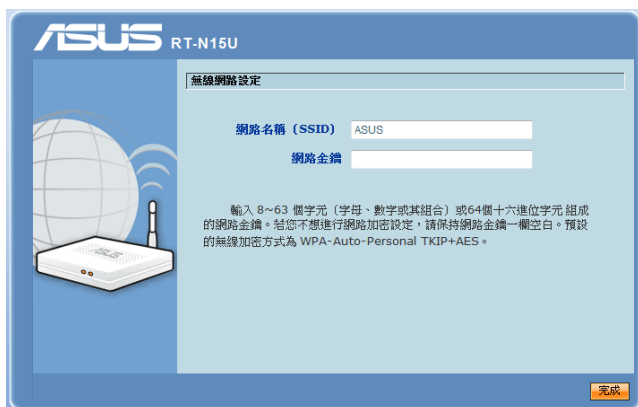 ASUS RT-N15U
無線網路設定
網路名稱 (SSID) ASUS
網路金鑰
輸入 8~63 個字元 (字母、數字或其組合) 或64個十六進位字元組成
的網路金鑰。若您不想進行網路加密設定，請保持網路金鑰一欄空白。預設
的無線加密方式為 WPA-Auto-Personal TKIP+AES。
ASUS
完成